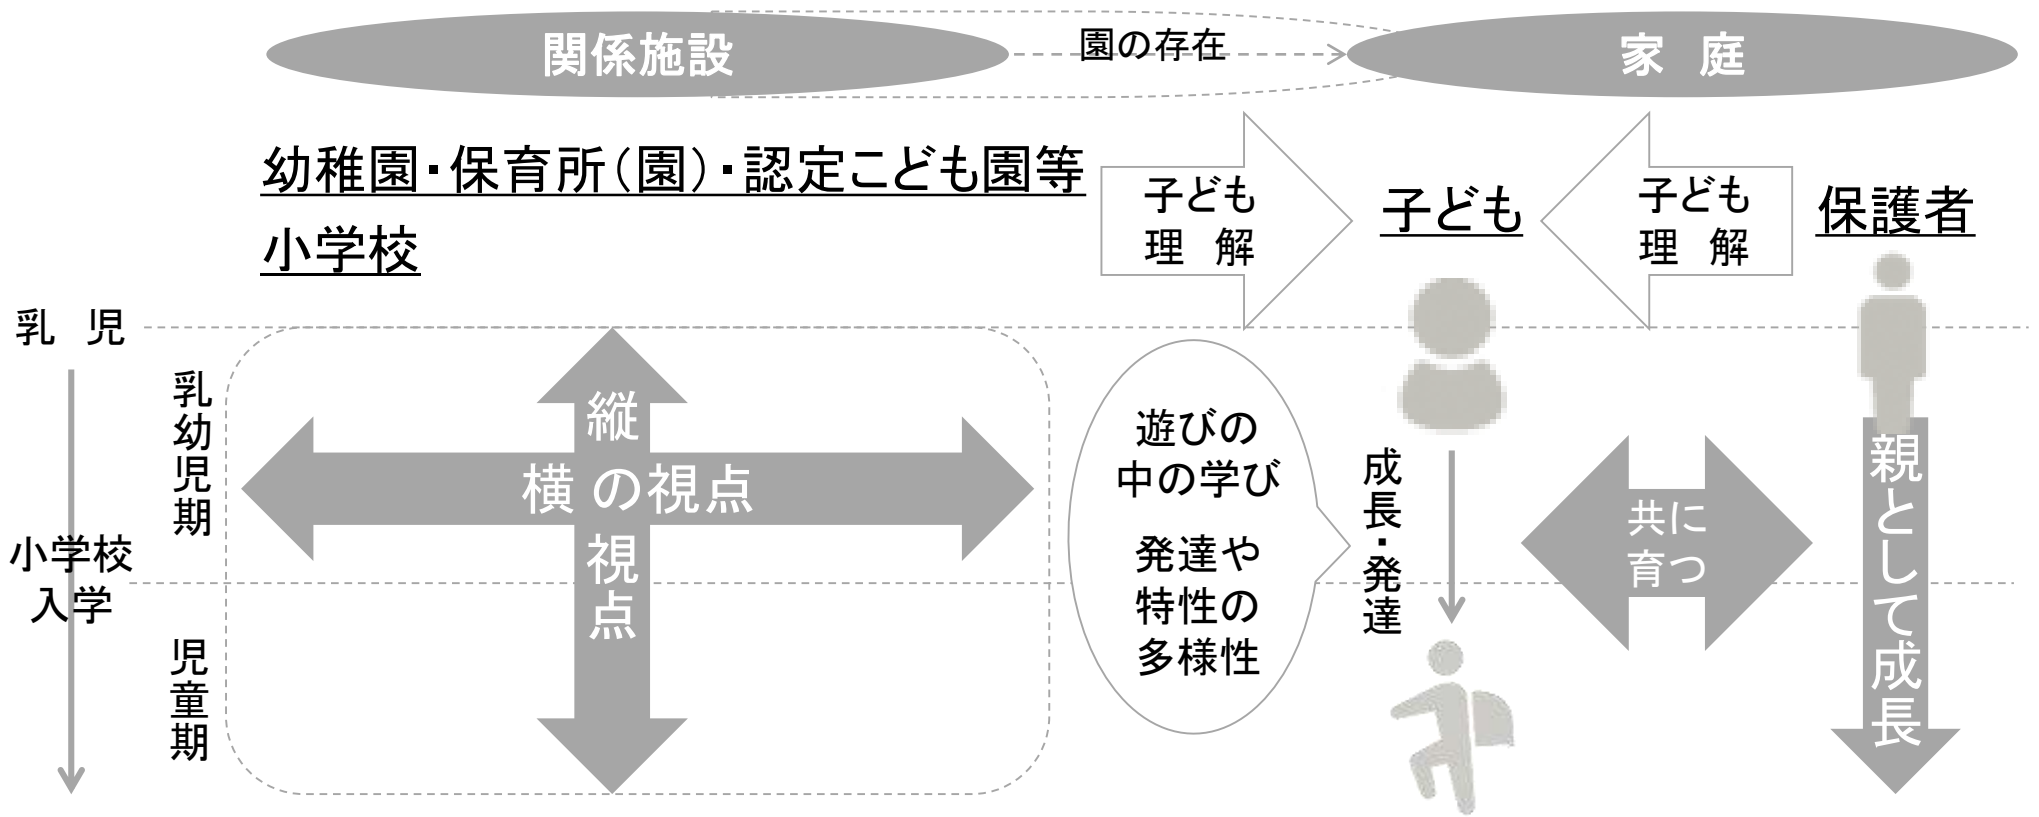 関係施設
園の存在
家　庭
幼稚園・保育所（園）・認定こども園等
小学校
子ども
理　解
子ども
子ども
理　解
保護者
乳　児
乳幼児期
小学校
入学
児童期
縦の視点
横の視点
遊びの
中の学び
発達や
特性の
多様性
成長・発達
共に
育つ
親として成長